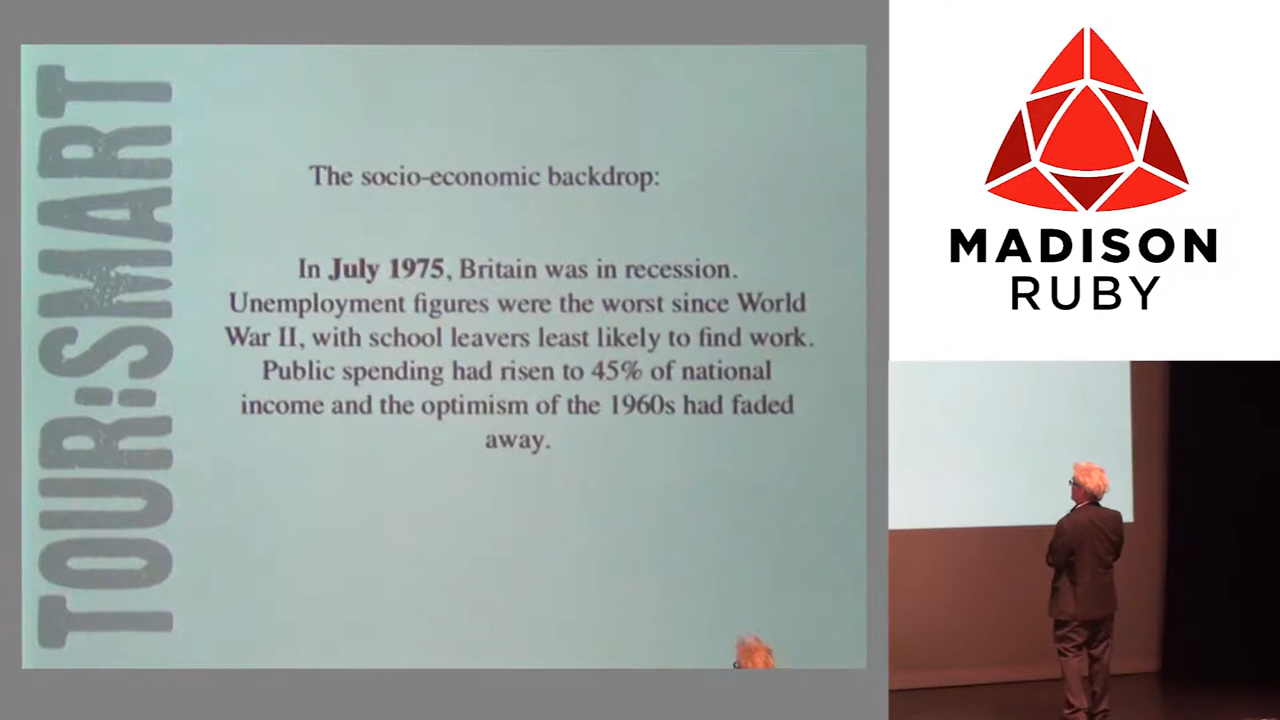 TOUR:SMART
The socio-economic backdrop:
In July 1975, Britain was in recession.
Unemployment figures were the worst since World
War II, with school leavers least likely to find work.
Public spending had risen to 45% of national
income and the optimism of the 1960s had faded
away.
MADISON
RUBY